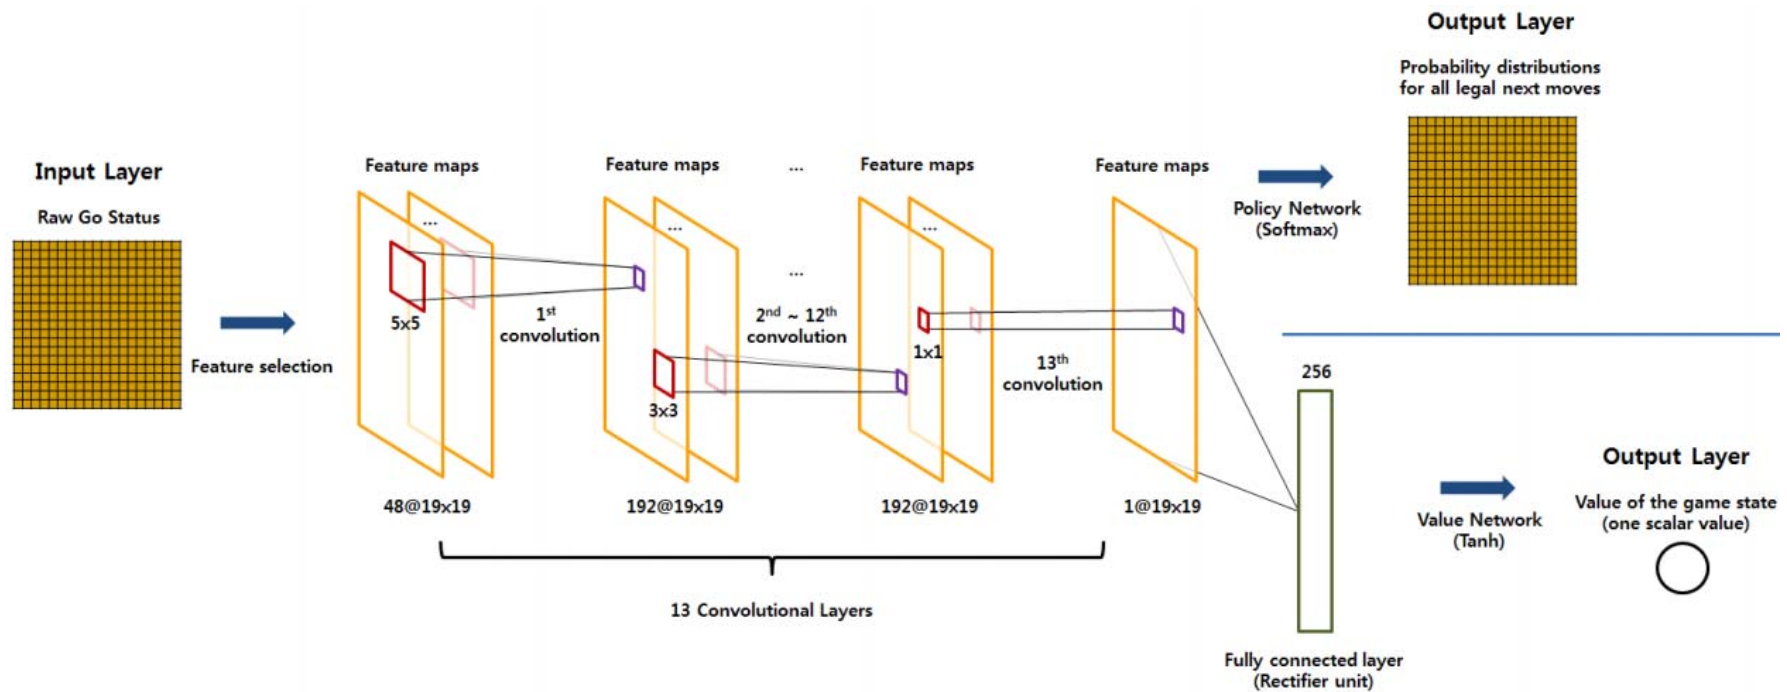 Input Layer
Raw Go Status
Feature selection
Feature maps
...
5x5
48@19x19
1st
convolution
Feature maps
...
3x3
192@19x19
...
...
2nd ~ 12th
convolution
Feature maps
...
1x1
192@19x19
13th
convolution
Feature maps
1@19x19
13 Convolutional Layers
Policy Network
(Softmax)
Output Layer
Probability distributions
for all legal next moves
256
Fully connected layer
(Rectifier unit)
Value Network
(Tanh)
Output Layer
Value of the game state
(one scalar value)